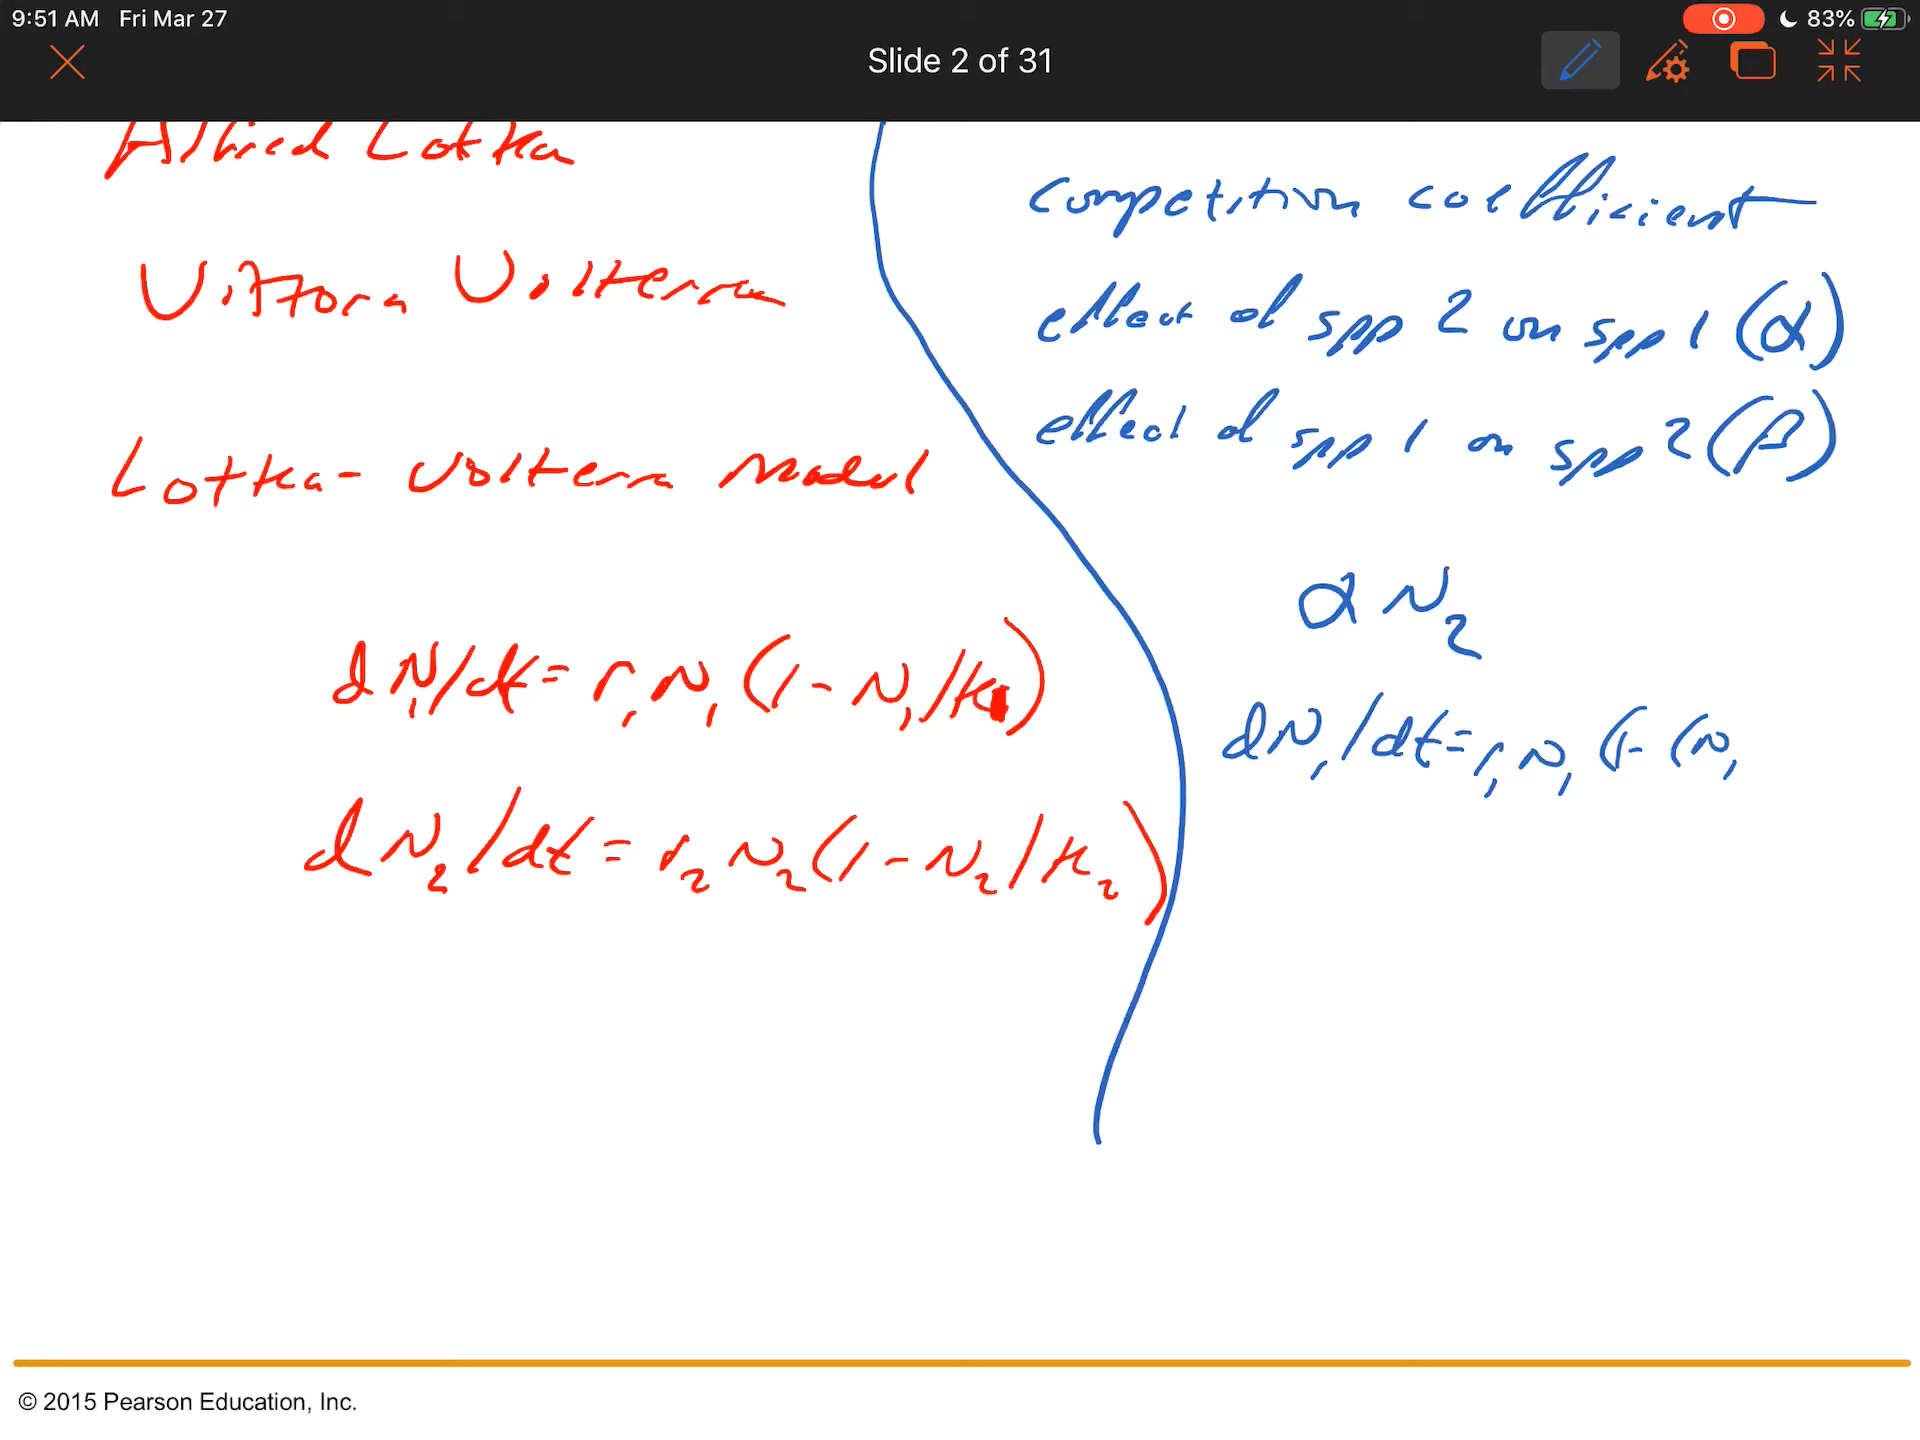 9:51 AM Fri Mar 27
83%
Slide 2 of 31
Alfred Lotka
Vittora Volterra
Lotka-Volterra Model
dN₁/dt = r₁N₁ (1 - N₁/K₁)
dN₂/dt = r₂N₂ (1 - N₂/K₂)
competition coefficient
effect of spp 2 on spp 1 (α)
effect of spp 1 on spp 2 (β)
αN₂
dN₁/dt = r₁N₁ (1 - (N₁
© 2015 Pearson Education, Inc.